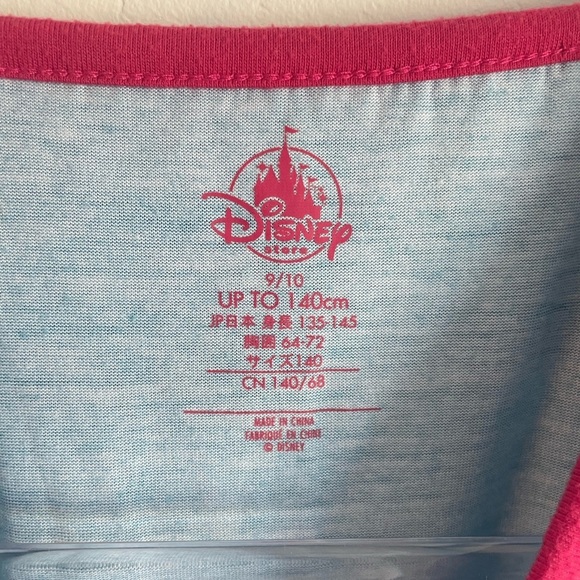 Disney
store
9/10
UP TO 140cm
JP日本 身長 135-145
胸囲 64-72
サイズ140
CN 140/68
MADE IN CHINA
FABRIQUÉ EN CHINE
© DISNEY